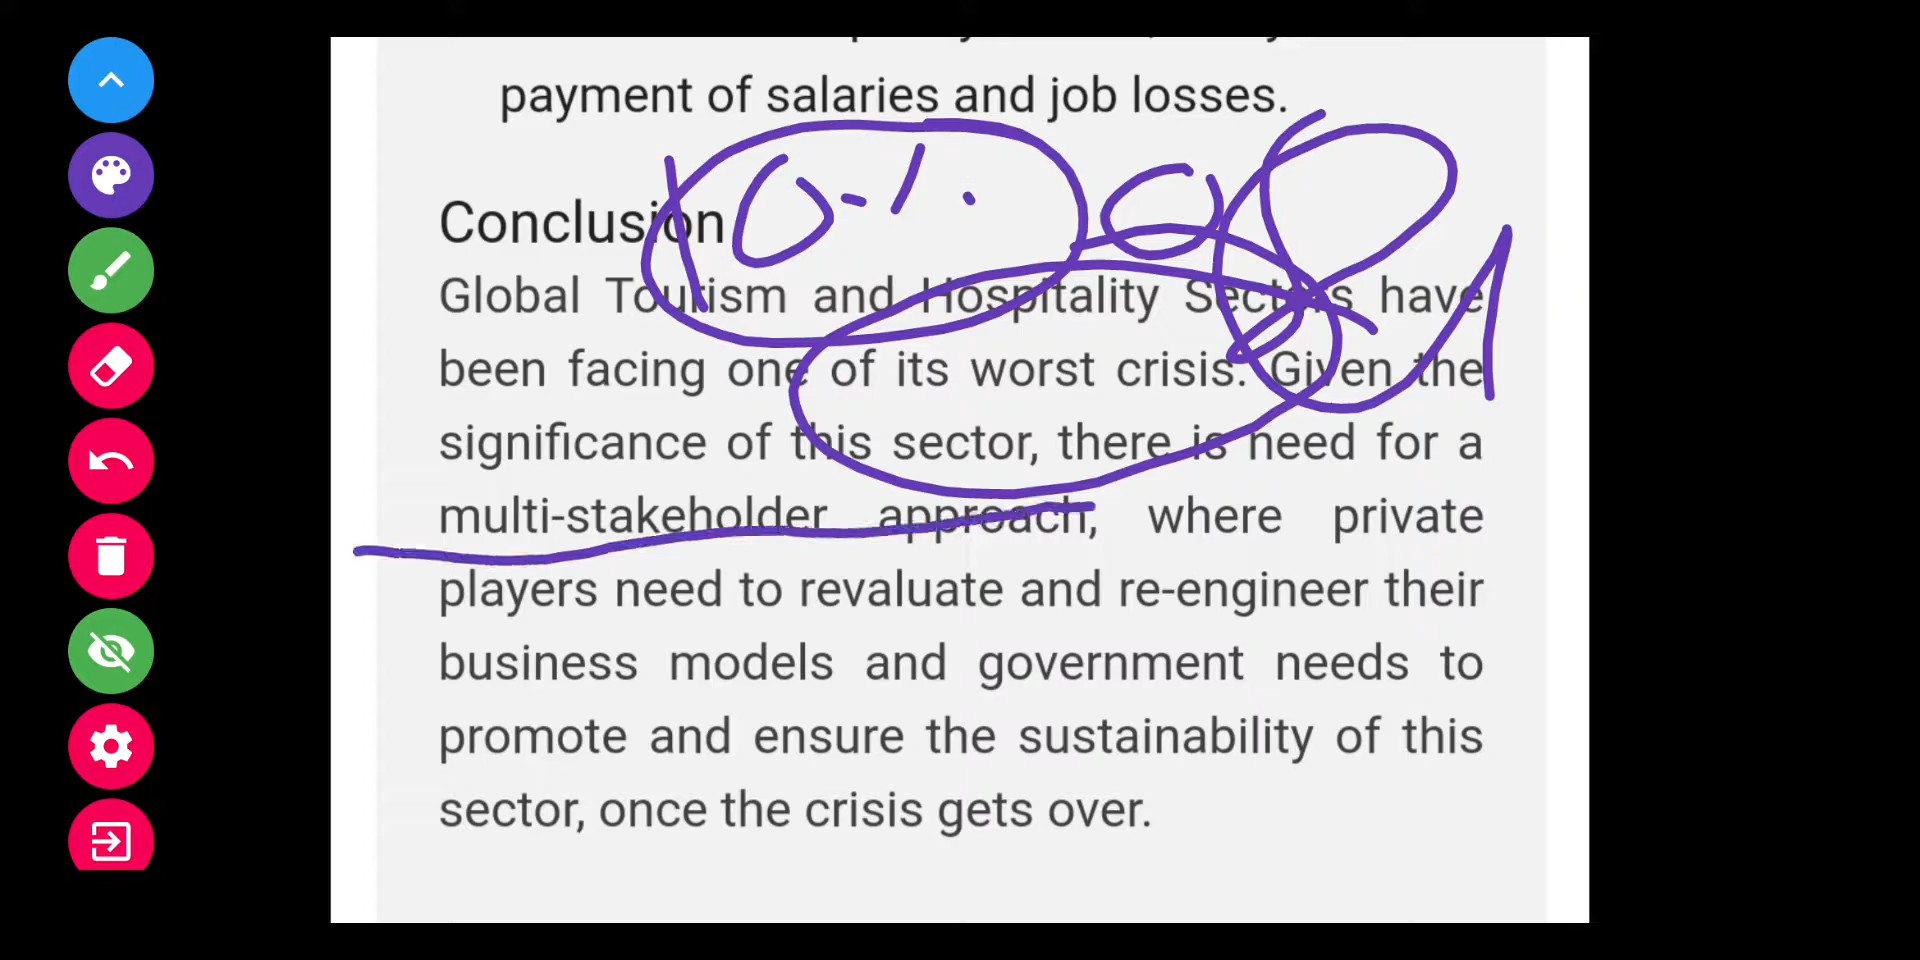 payment of salaries and job losses.
10%
Conclusion
Global Tourism and Hospitality Sectors have
been facing one of its worst crisis. Given the
significance of this sector, there is need for a
multi-stakeholder approach, where private
players need to revaluate and re-engineer their
business models and government needs to
promote and ensure the sustainability of this
sector, once the crisis gets over.